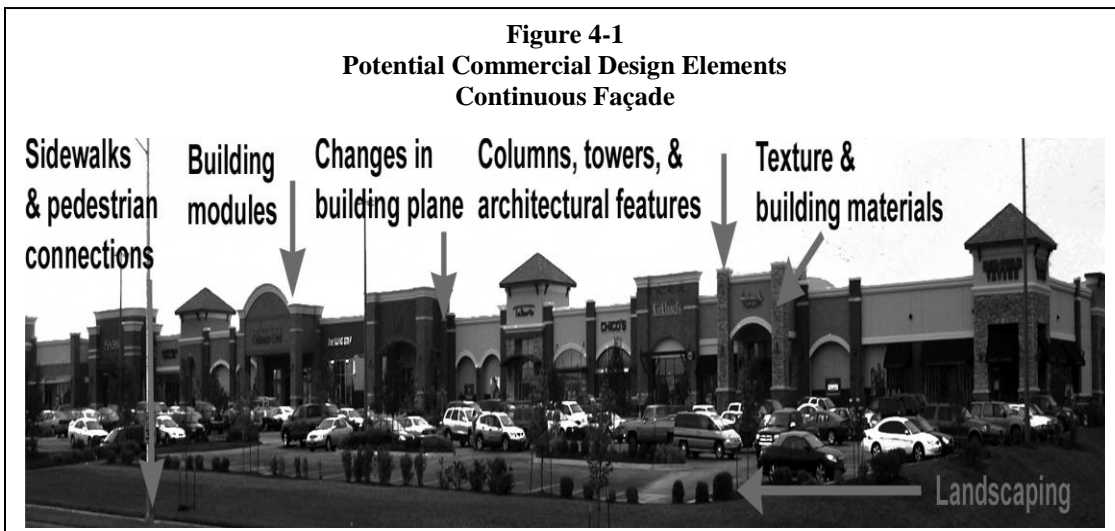 Figure 4-1
Potential Commercial Design Elements
Continuous Façade
Sidewalks
& pedestrian
connections
Building
modules
Changes in
building plane
Columns, towers, &
architectural features
Texture &
building materials
Talbots
CHICO'S
Kirkland's
Landscaping